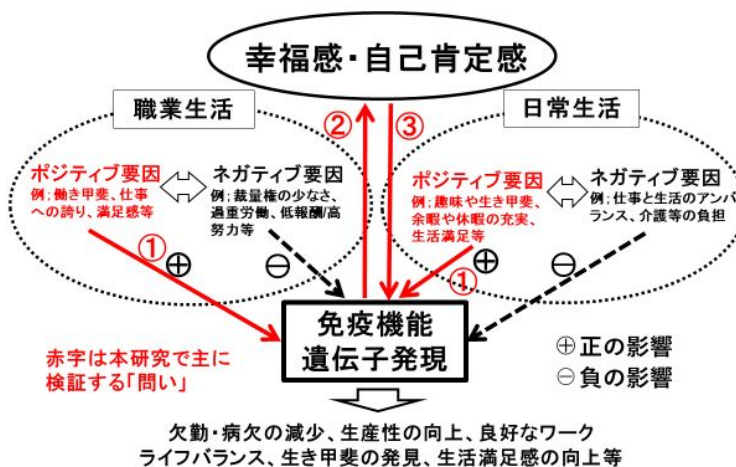 幸福感・自己肯定感
職業生活
日常生活
②
③
ポジティブ要因
例;働き甲斐、仕事
への誇り、満足感等
ネガティブ要因
例;裁量権の少なさ、
過重労働、低報酬/高
努力等
ポジティブ要因
例;趣味や生き甲斐、
余暇や休暇の充実、
生活満足等
ネガティブ要因
例;仕事と生活のアンバ
ランス、介護等の負担
①
⊕
⊖
①
⊕
⊖
免疫機能
遺伝子発現
赤字は本研究で主に
検証する「問い」
⊕正の影響
⊖負の影響
欠勤・病欠の減少、生産性の向上、良好なワーク
ライフバランス、生き甲斐の発見、生活満足感の向上等